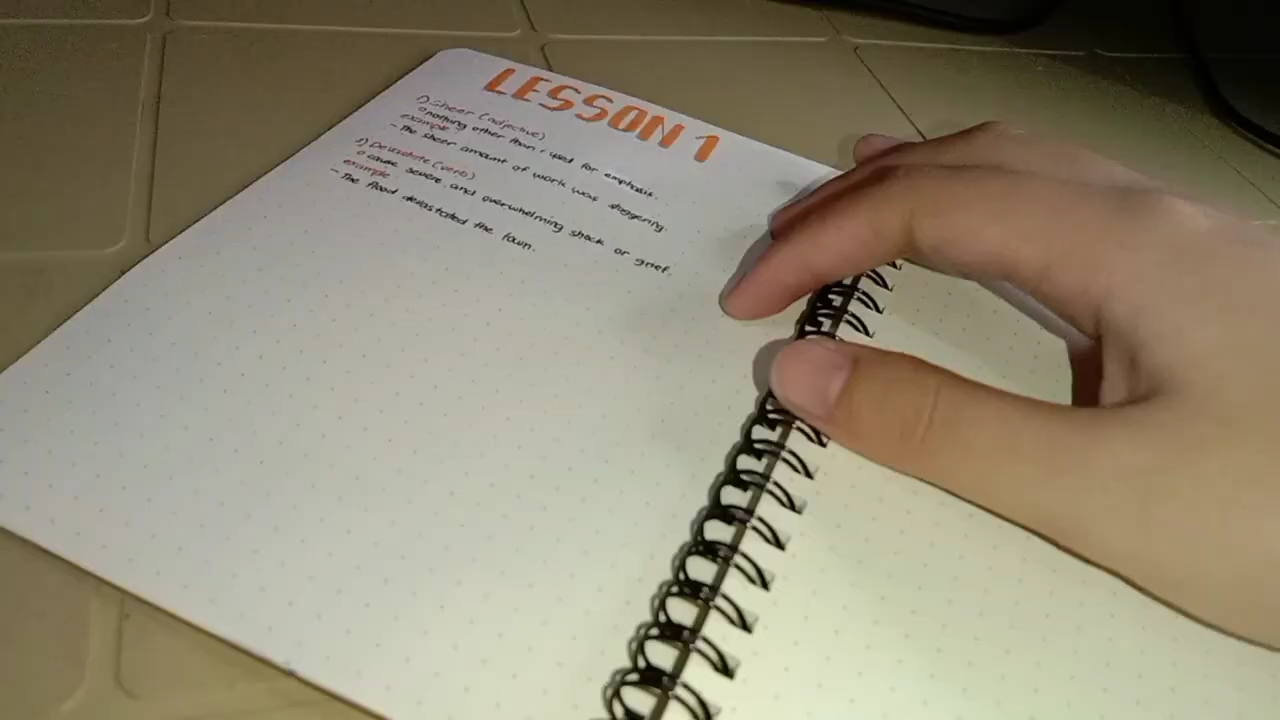 LESSON 1
1) Sheer (adjective)
o nothing other than; used for emphasis.
example
- The sheer amount of work was staggering.
2) Devastate (verb)
o cause severe and overwhelming shock or grief.
example
- The flood devastated the town.